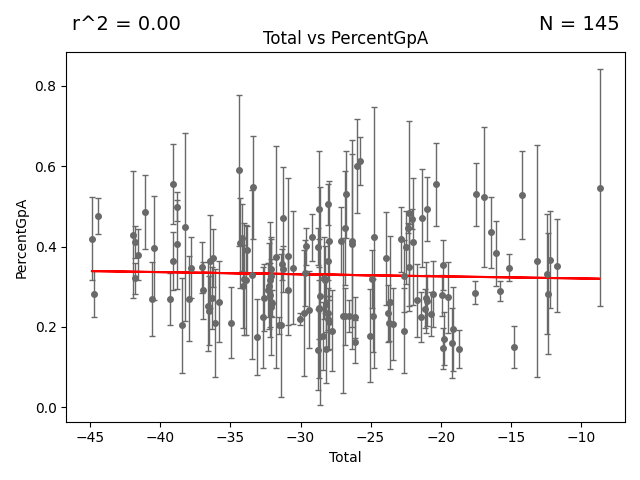 r^2 = 0.00
N = 145
Total vs PercentGpA
PercentGpA
0.8
0.6
0.4
0.2
0.0
−45
−40
−35
−30
−25
−20
−15
−10
Total